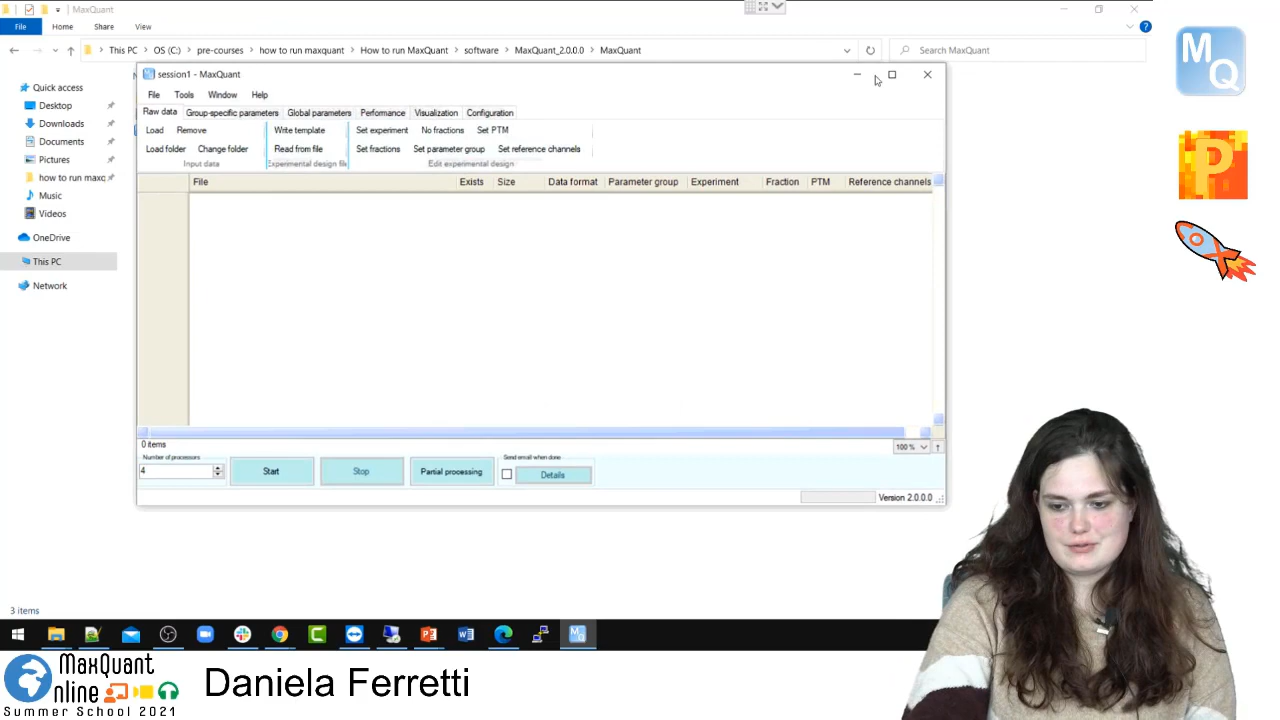 MaxQuant
File Home Share View
This PC > OS (C:) > pre-courses > how to run maxquant > How to run MaxQuant > software > MaxQuant_2.0.0.0 > MaxQuant
Search MaxQuant
Quick access
Desktop
Downloads
Documents
Pictures
how to run maxq
Music
Videos
OneDrive
This PC
Network
session1 - MaxQuant
File Tools Window Help
Raw data Group-specific parameters Global parameters Performance Visualization Configuration
Load Remove Write template Set experiment No fractions Set PTM
Load folder Change folder Read from file Set fractions Set parameter group Set reference channels
Input data Experimental design file Edit experimental design
File Exists Size Data format Parameter group Experiment Fraction PTM Reference channels
0 items
100 %
Number of processors Send email when done
4 Start Stop Partial processing Details
Version 2.0.0.0
3 items
MQ
P
MaxQuant
Online
Summer School 2021
Daniela Ferretti